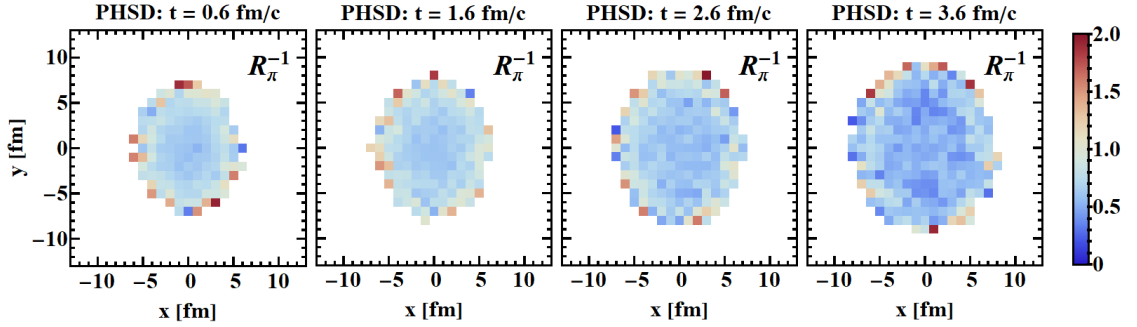 PHSD: t = 0.6 fm/c PHSD: t = 1.6 fm/c PHSD: t = 2.6 fm/c PHSD: t = 3.6 fm/c
R_π^{-1} R_π^{-1} R_π^{-1} R_π^{-1}
y [fm]
10
5
0
−5
−10
2.0
1.5
1.0
0.5
0
−10 −5 0 5 10 −10 −5 0 5 10 −10 −5 0 5 10 −10 −5 0 5 10
x [fm] x [fm] x [fm] x [fm]